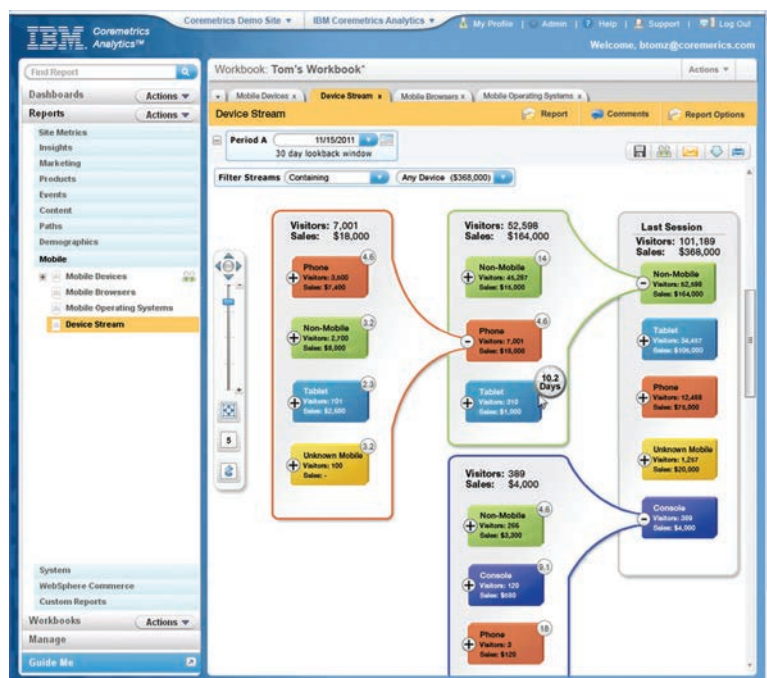 Coremetrics Demo Site ▾ | IBM Coremetrics Analytics ▾
My Profile | Admin | ? Help | Support | Log Out
IBM Coremetrics
Analytics™
Welcome, btomz@coremerics.com
Find Report
Workbook: Tom's Workbook*
Actions ▾
Dashboards
Actions ▾
Mobile Devices x
Device Stream x
Mobile Browsers x
Mobile Operating Systems x
Reports
Actions ▾
Device Stream
Report
Comments
Report Options
Site Metrics
Insights
Marketing
Products
Events
Content
Paths
Demographics
Mobile
Mobile Devices
Mobile Browsers
Mobile Operating Systems
Device Stream
System
WebSphere Commerce
Custom Reports
Workbooks
Actions ▾
Manage
Guide Me
Period A
11/15/2011
30 day lookback window
Filter Streams
Containing
Any Device ($368,000)
5
Visitors: 7,001
Sales: $18,000
4.6
Phone
Visitors: 3,500
Sales: $7,400
3.2
Non-Mobile
Visitors: 2,700
Sales: $8,000
2.3
Tablet
Visitors: 701
Sales: $2,600
3.2
Unknown Mobile
Visitors: 100
Sales: -
Visitors: 52,598
Sales: $164,000
14
Non-Mobile
Visitors: 45,287
Sales: $15,000
4.6
Phone
Visitors: 7,001
Sales: $18,000
10.2
Days
Tablet
Visitors: 310
Sales: $1,000
Visitors: 389
Sales: $4,000
4.6
Non-Mobile
Visitors: 266
Sales: $3,300
9.1
Console
Visitors: 120
Sales:
18
Phone
Visitors: 3
Sales: $120
Last Session
Visitors: 101,189
Sales: $368,000
Non-Mobile
Visitors: 52,598
Sales: $164,000
Tablet
Visitors:
Sales: $105,000
Phone
Visitors:
Sales: $75,000
Unknown Mobile
Visitors: 1,257
Sales: $20,000
Console
Visitors: 389
Sales: $4,000